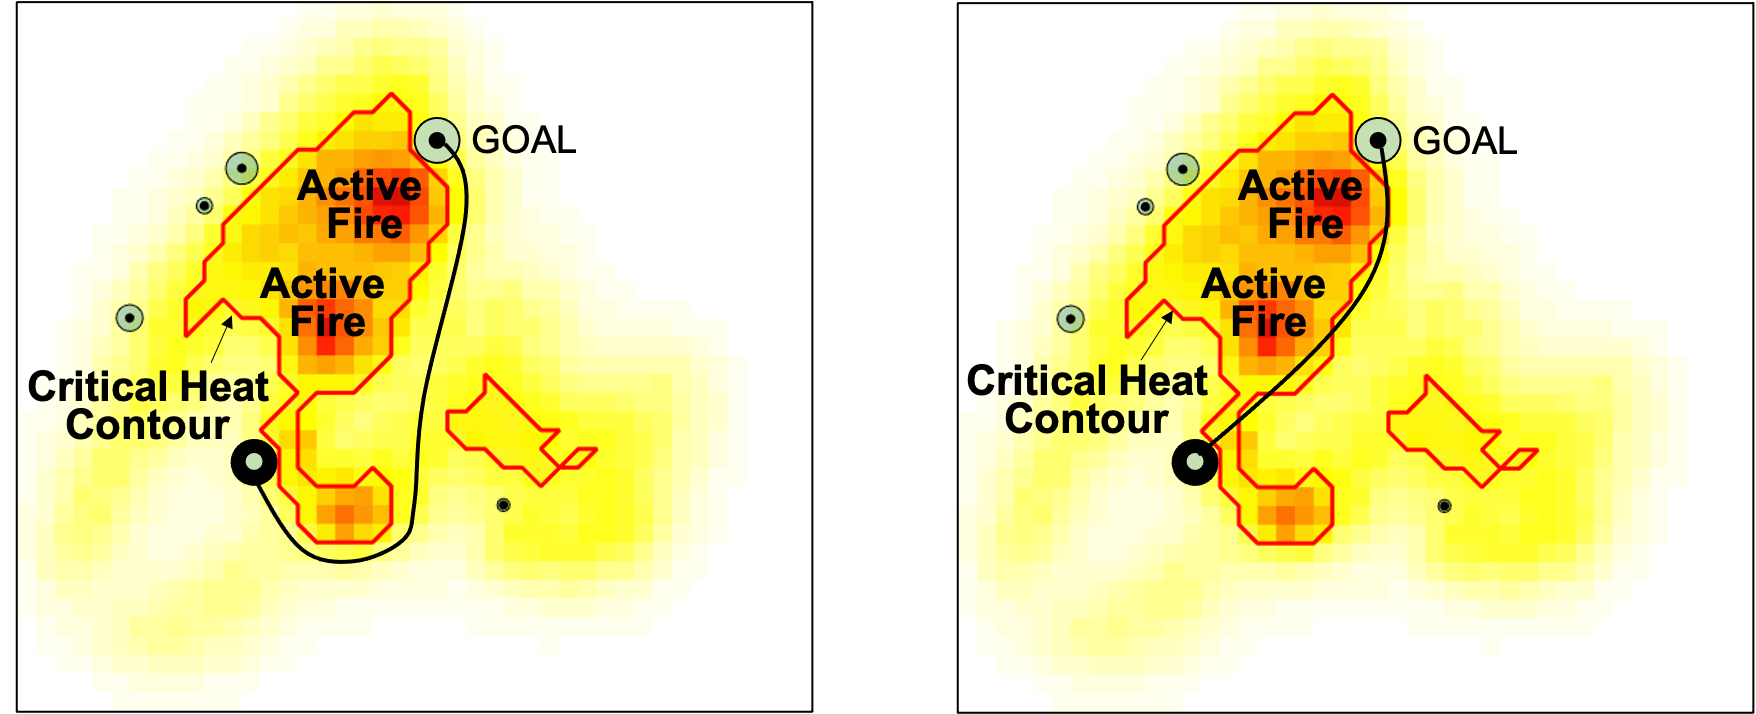 GOAL
Active
Fire
Active
Fire
Critical Heat
Contour
GOAL
Active
Fire
Active
Fire
Critical Heat
Contour